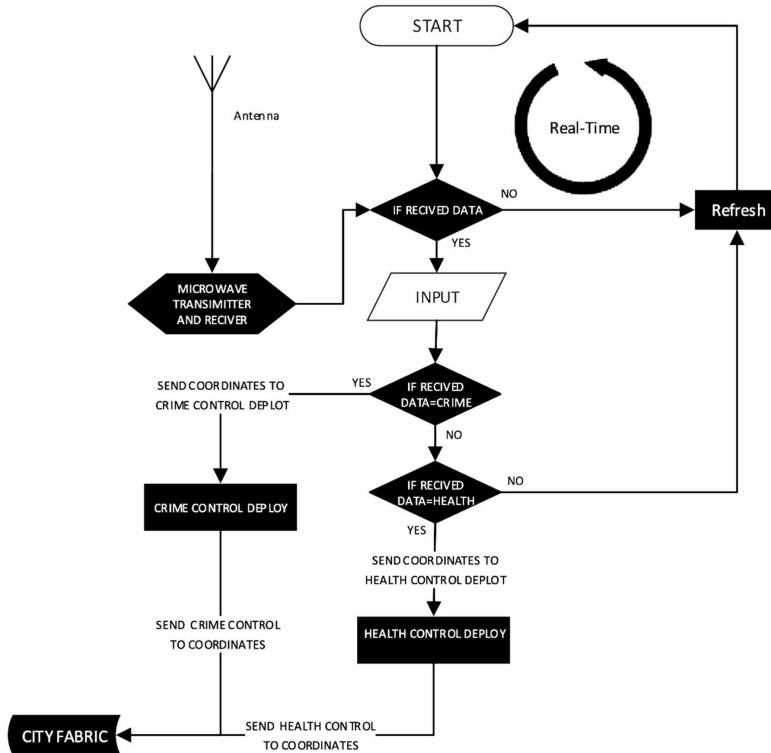 START
Antenna
Real-Time
IF RECIVED DATA
NO
Refresh
YES
MICROWAVE
TRANSIMITTER
AND RECIVER
INPUT
YES
SEND COORDINATES TO
CRIME CONTROL DEPLOT
IF RECIVED
DATA=CRIME
NO
IF RECIVED
DATA=HEALTH
NO
CRIME CONTROL DEPLOY
YES
SEND COORDINATES TO
HEALTH CONTROL DEPLOT
SEND CRIME CONTROL
TO COORDINATES
HEALTH CONTROL DEPLOY
CITY FABRIC
SEND HEALTH CONTROL
TO COORDINATES